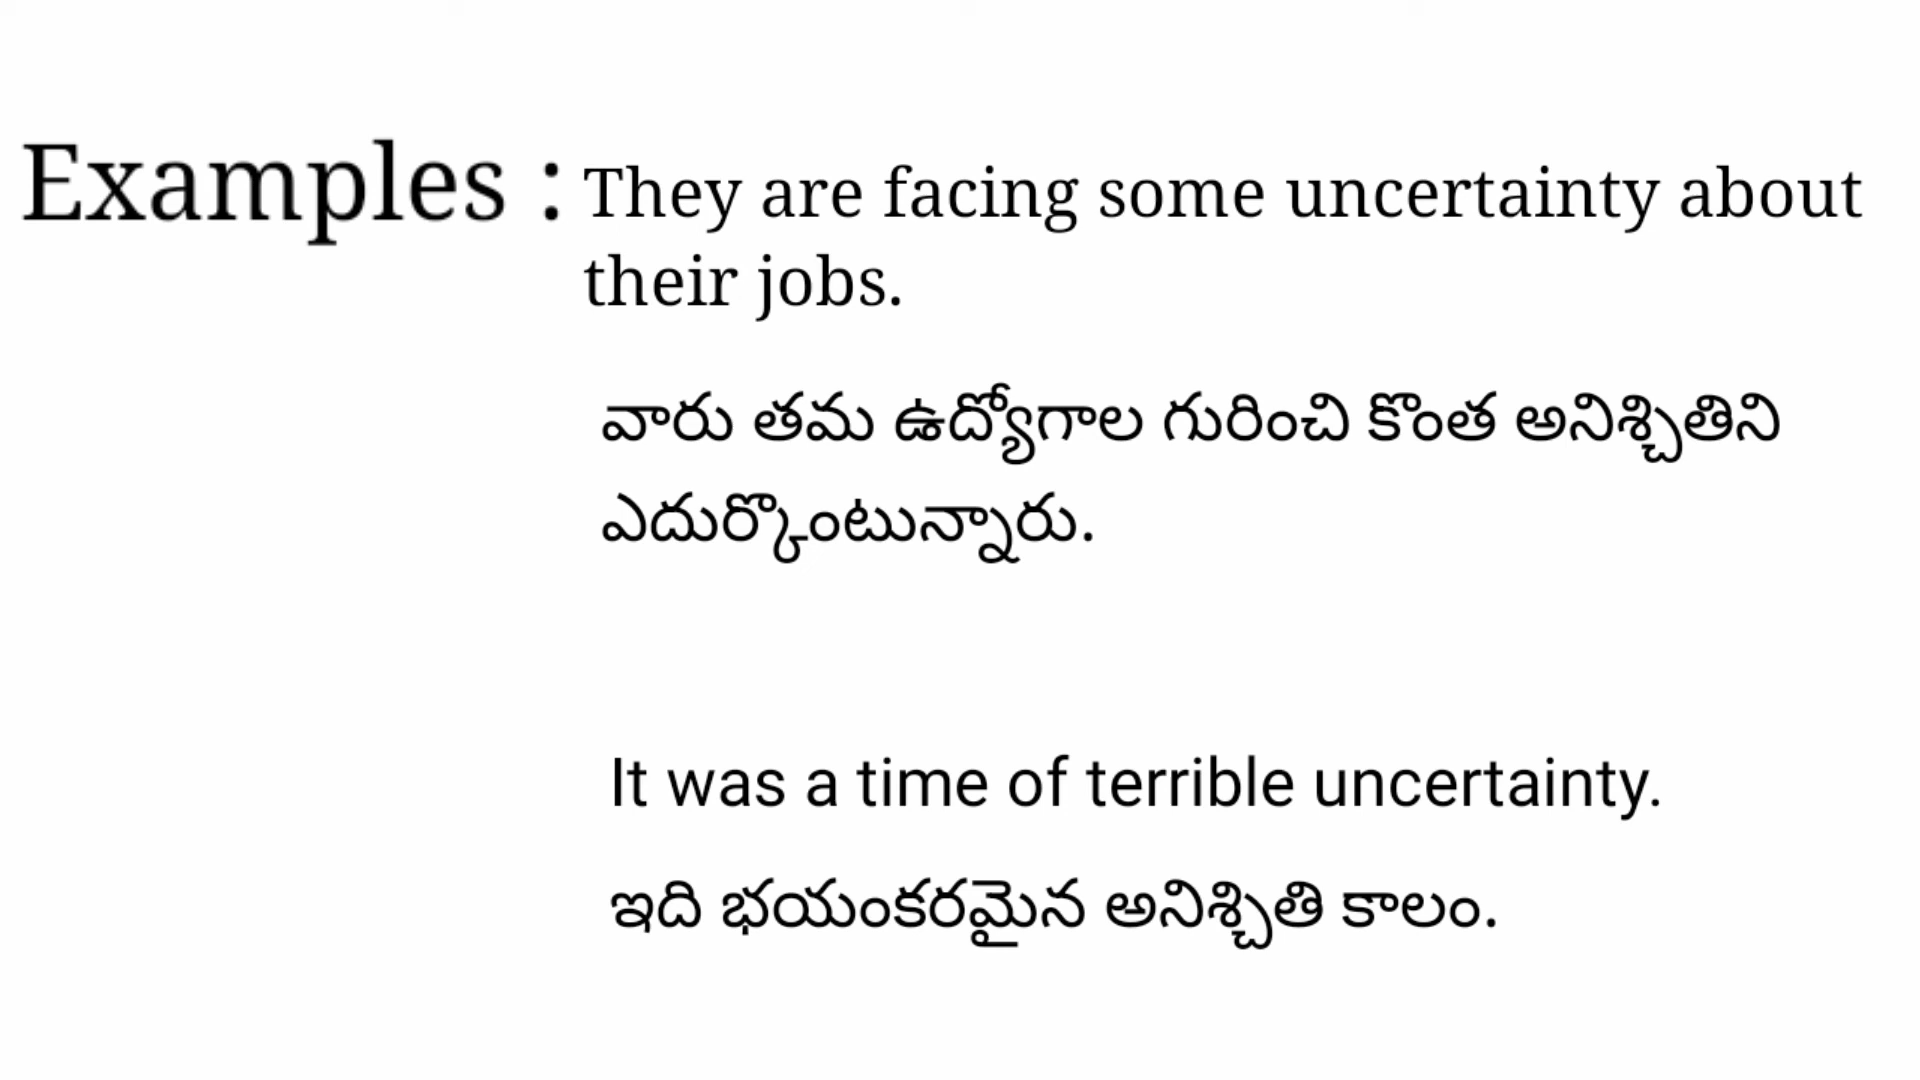 Examples : They are facing some uncertainty about
their jobs.
వారు తమ ఉద్యోగాల గురించి కొంత అనిశ్చితిని
ఎదుర్కొంటున్నారు.
It was a time of terrible uncertainty.
ఇది భయంకరమైన అనిశ్చితి కాలం.